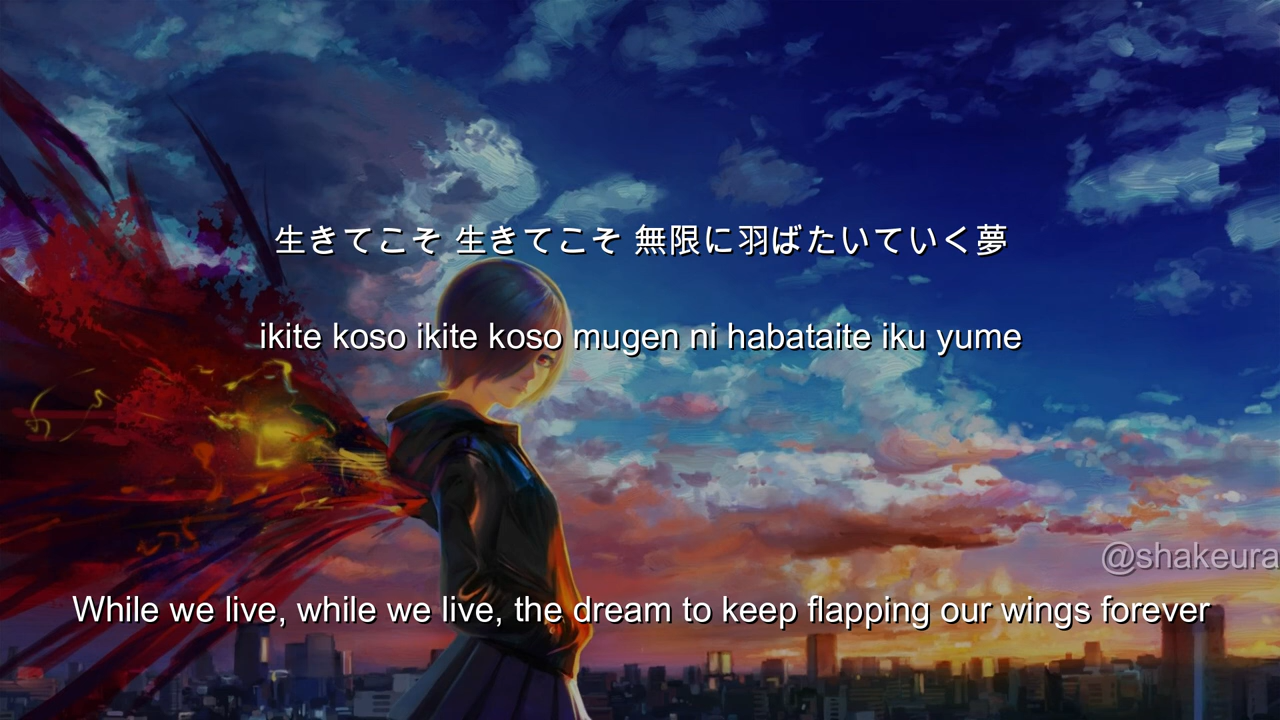 生きてこそ 生きてこそ 無限に羽ばたいていく夢
ikite koso ikite koso mugen ni habataite iku yume
@shakeura
While we live, while we live, the dream to keep flapping our wings forever